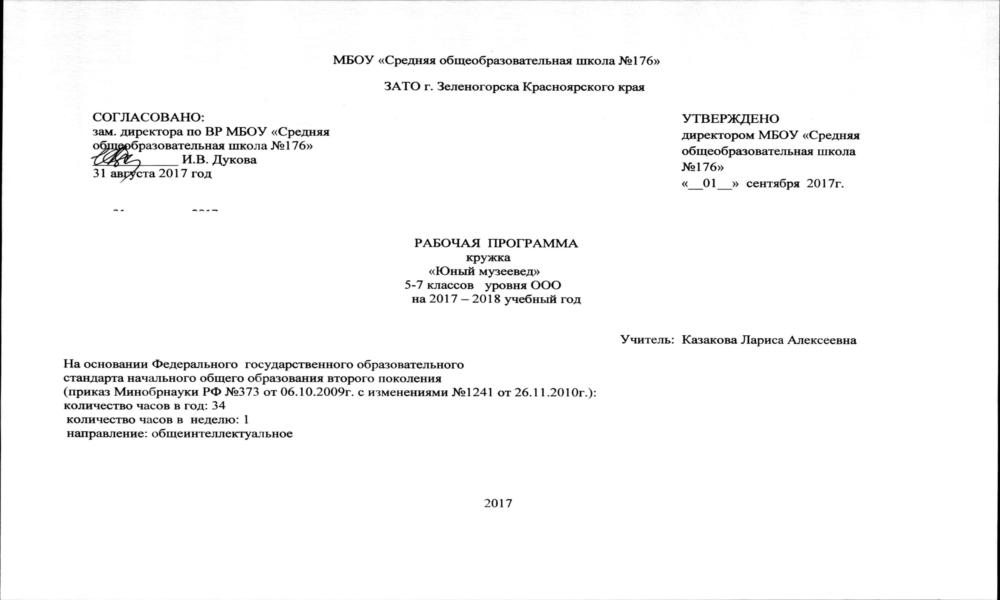 МБОУ «Средняя общеобразовательная школа №176»
ЗАТО г. Зеленогорска Красноярского края
СОГЛАСОВАНО:
зам. директора по ВР МБОУ «Средняя
общеобразовательная школа №176»
_______________ И.В. Дукова
31 августа 2017 год
УТВЕРЖДЕНО
директором МБОУ «Средняя
общеобразовательная школа
№176»
«__01__» сентября 2017г.
РАБОЧАЯ ПРОГРАММА
кружка
«Юный музеевед»
5-7 классов уровня ООО
на 2017 – 2018 учебный год
Учитель: Казакова Лариса Алексеевна
На основании Федерального государственного образовательного
стандарта начального общего образования второго поколения
(приказ Минобрнауки РФ №373 от 06.10.2009г. с изменениями №1241 от 26.11.2010г.):
количество часов в год: 34
количество часов в неделю: 1
направление: общеинтеллектуальное
2017